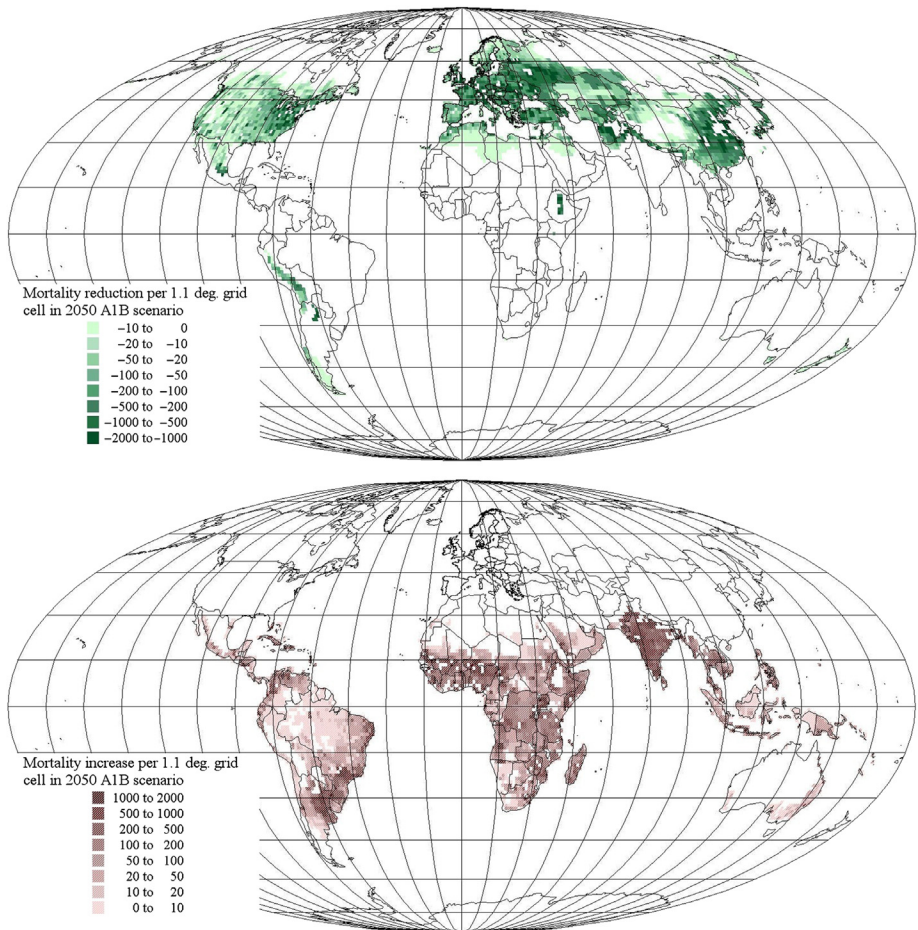 Mortality reduction per 1.1 deg. grid
cell in 2050 A1B scenario
−10 to 0
−20 to −10
−50 to −20
−100 to −50
−200 to −100
−500 to −200
−1000 to −500
−2000 to −1000
Mortality increase per 1.1 deg. grid
cell in 2050 A1B scenario
1000 to 2000
500 to 1000
200 to 500
100 to 200
50 to 100
20 to 50
10 to 20
0 to 10